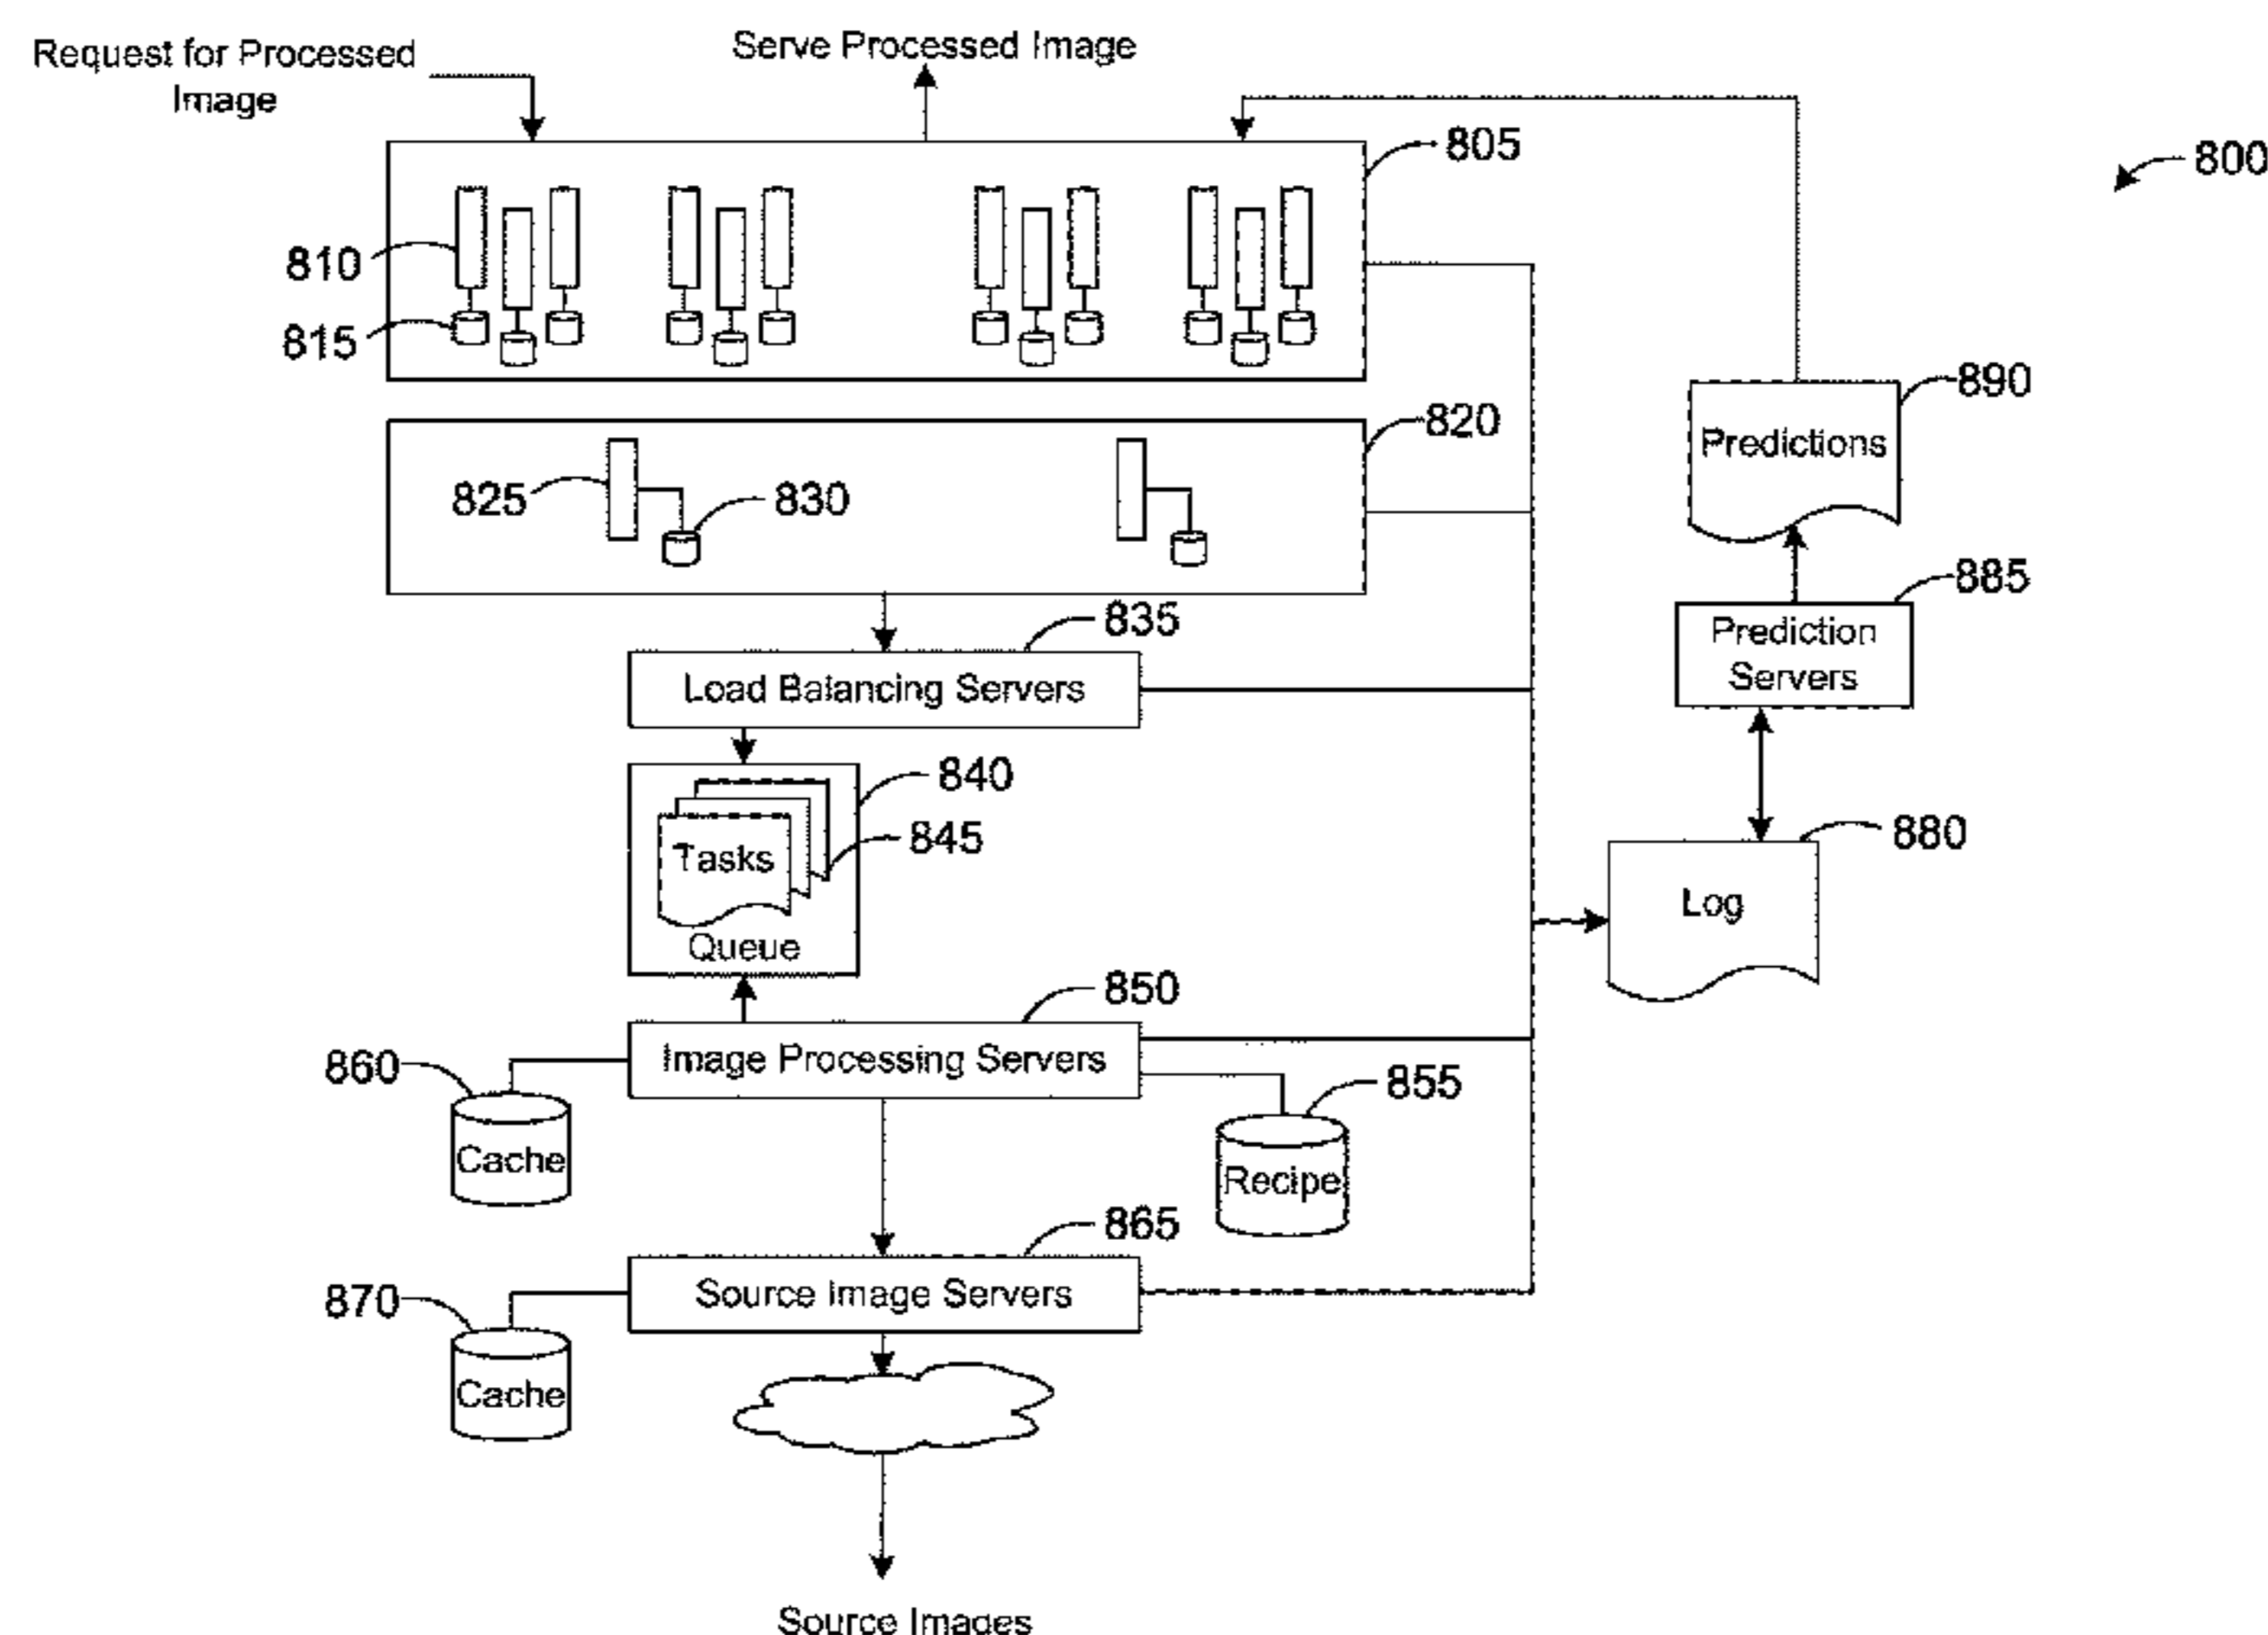 Request for Processed
Image
Serve Processed Image
805
800
810
815
820
825
830
890
Predictions
885
Prediction
Servers
835
Load Balancing Servers
840
845
Tasks
Queue
880
Log
850
Image Processing Servers
860
Cache
855
Recipe
865
Source Image Servers
870
Cache
Source Images